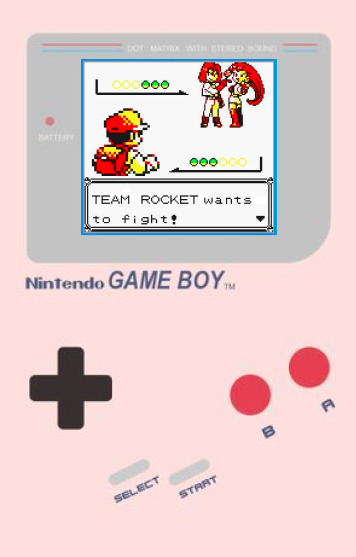 DOT MATRIX WITH STEREO SOUND
BATTERY
TEAM ROCKET wants
to fight!
Nintendo GAME BOY TM
A
B
SELECT
START